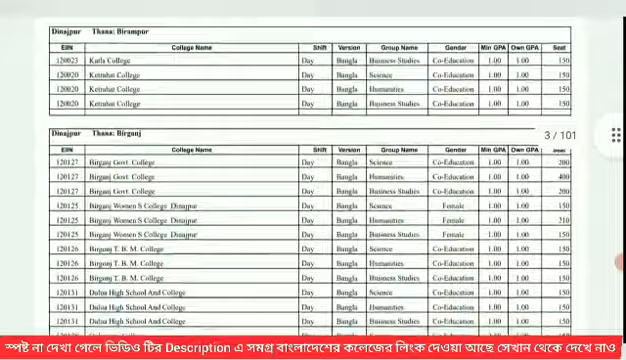 Dinajpur Thana: Birampur
EIIN College Name Shift Version Group Name Gender Min GPA Own GPA Seat
120023 Katla College Day Bangla Business Studies Co-Education 1.00 1.00 150
120020 Ketrahat College Day Bangla Science Co-Education 1.00 1.00 150
120020 Ketrahat College Day Bangla Humanities Co-Education 1.00 1.00 150
120020 Ketrahat College Day Bangla Business Studies Co-Education 1.00 1.00 150
Dinajpur Thana: Birganj
3 / 101
EIIN College Name Shift Version Group Name Gender Min GPA Own GPA
120127 Birganj Govt. College Day Bangla Science Co-Education 1.00 1.00 200
120127 Birganj Govt. College Day Bangla Humanities Co-Education 1.00 1.00 400
120127 Birganj Govt. College Day Bangla Business Studies Co-Education 1.00 1.00 200
120125 Birganj Women S College Dinajpur Day Bangla Science Female 1.00 1.00 150
120125 Birganj Women S College Dinajpur Day Bangla Humanities Female 1.00 1.00 210
120125 Birganj Women S College Dinajpur Day Bangla Business Studies Female 1.00 1.00 150
120126 Birgonj T. B. M. College Day Bangla Science Co-Education 1.00 1.00 150
120126 Birgonj T. B. M. College Day Bangla Humanities Co-Education 1.00 1.00 150
120126 Birgonj T. B. M. College Day Bangla Business Studies Co-Education 1.00 1.00 150
120131 Dalua High School And College Day Bangla Science Co-Education 1.00 1.00 150
120131 Dalua High School And College Day Bangla Humanities Co-Education 1.00 1.00 150
120131 Dalua High School And College Day Bangla Business Studies Co-Education 1.00 1.00 150
স্পষ্ট না দেখা গেলে ভিডিও টির Description এ সমগ্র বাংলাদেশের কলেজের লিংক দেওয়া আছে সেখান থেকে দেখে নাও